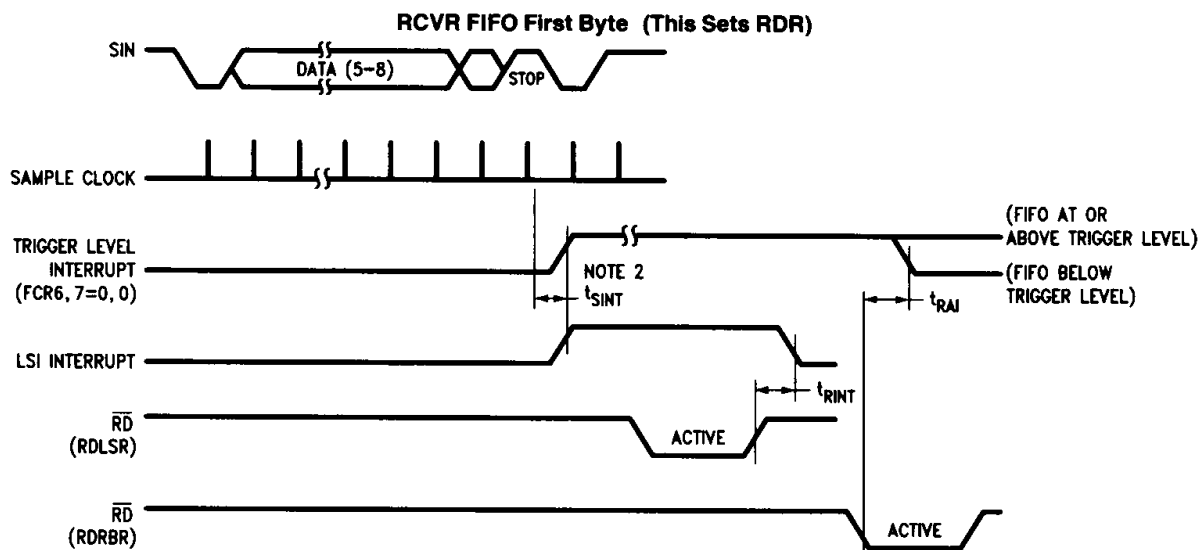 RCVR FIFO First Byte (This Sets RDR)
SIN
DATA (5-8)
STOP
SAMPLE CLOCK
TRIGGER LEVEL
INTERRUPT
(FCR6, 7=0, 0)
NOTE 2
tSINT
(FIFO AT OR
ABOVE TRIGGER LEVEL)
(FIFO BELOW
TRIGGER LEVEL)
tRAI
LSI INTERRUPT
tRINT
RD
(RDLSR)
ACTIVE
RD
(RDRBR)
ACTIVE